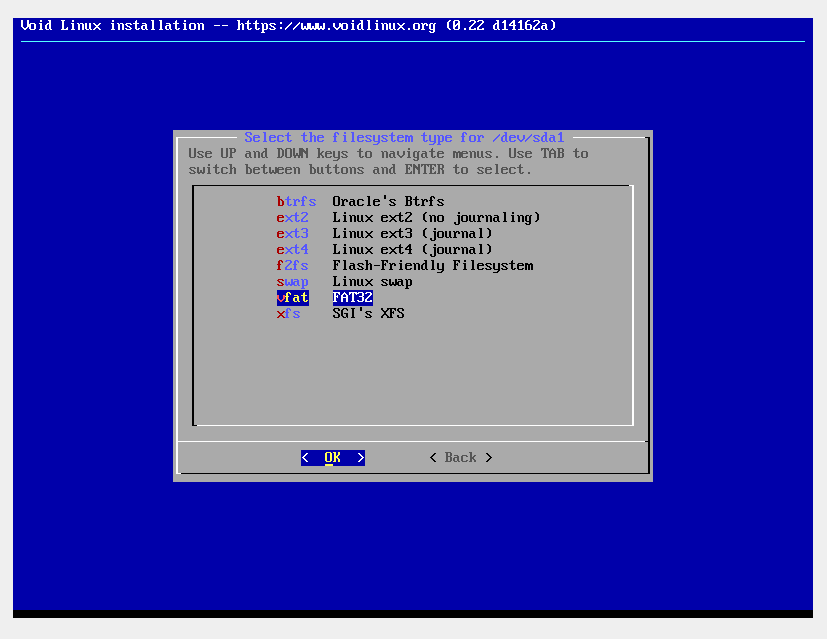 Void Linux installation -- https://www.voidlinux.org (0.22 d14162a)
Select the filesystem type for /dev/sda1
Use UP and DOWN keys to navigate menus. Use TAB to
switch between buttons and ENTER to select.
btrfs Oracle's Btrfs
ext2 Linux ext2 (no journaling)
ext3 Linux ext3 (journal)
ext4 Linux ext4 (journal)
f2fs Flash-Friendly Filesystem
swap Linux swap
vfat FAT32
xfs SGI's XFS
< OK > < Back >